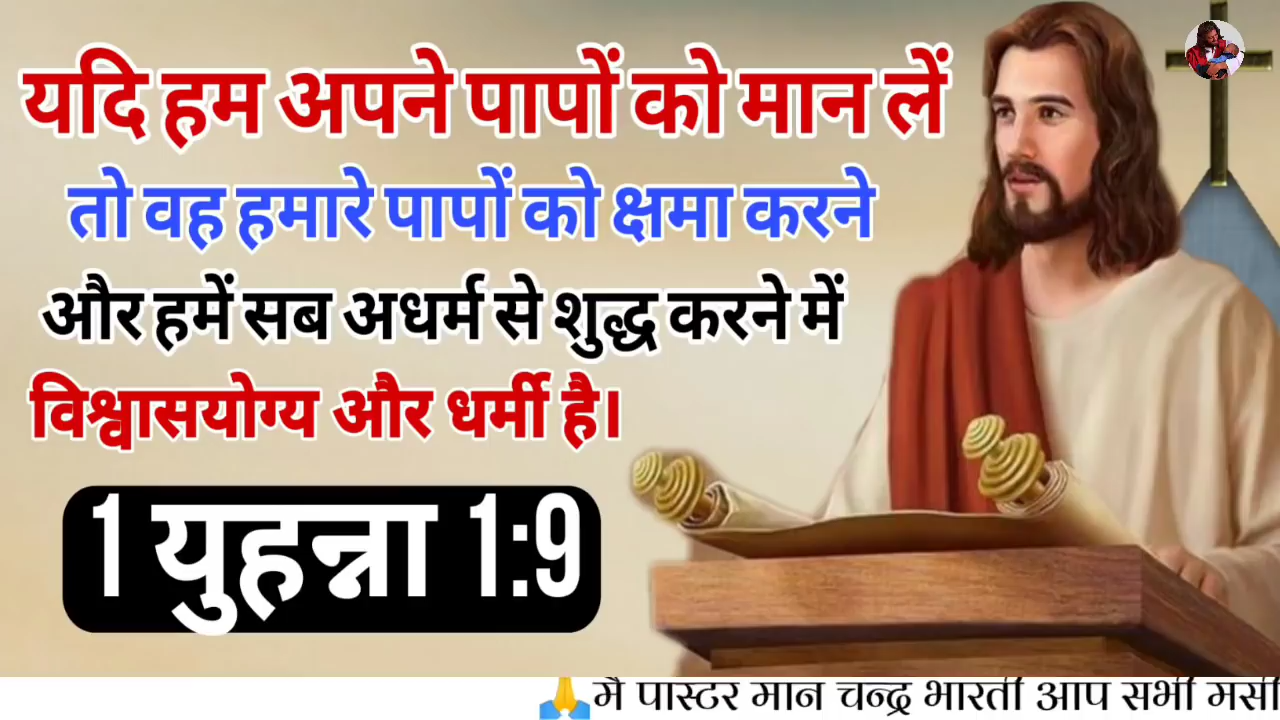 यदि हम अपने पापों को मान लें
तो वह हमारे पापों को क्षमा करने
और हमें सब अधर्म से शुद्ध करने में
विश्वासयोग्य और धर्मी है।
1 युहन्ना 1:9
🙏मै पास्टर मान चन्द्र भारती आप सभी मसी